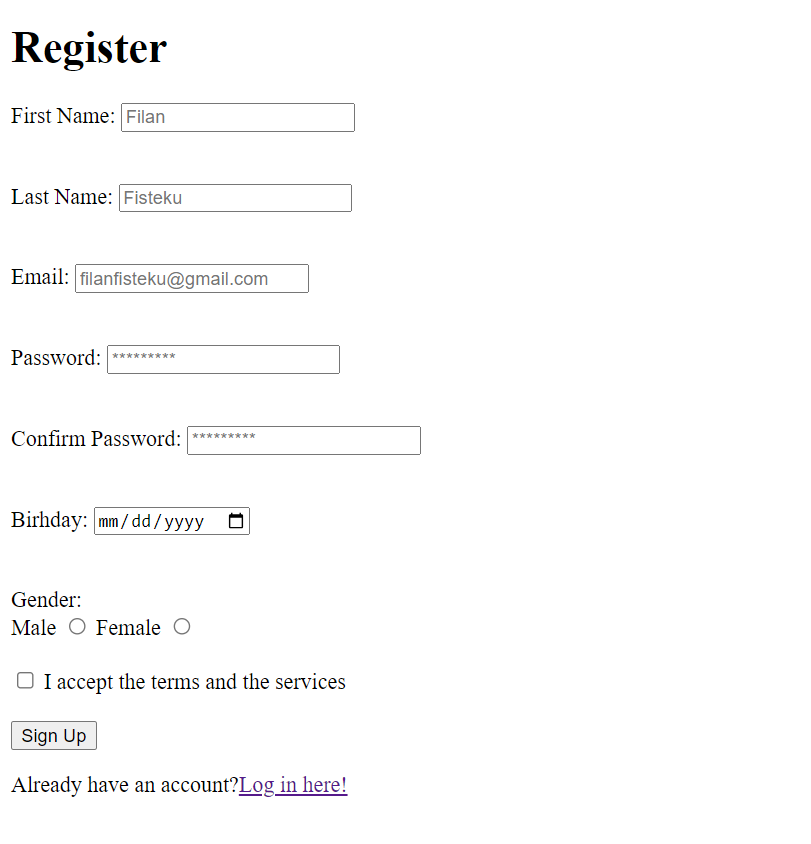 Register
First Name: Filan
Last Name: Fisteku
Email: filanfisteku@gmail.com
Password: *********
Confirm Password: *********
Birhday: mm/dd/yyyy
Gender:
Male Female
I accept the terms and the services
Sign Up
Already have an account?Log in here!